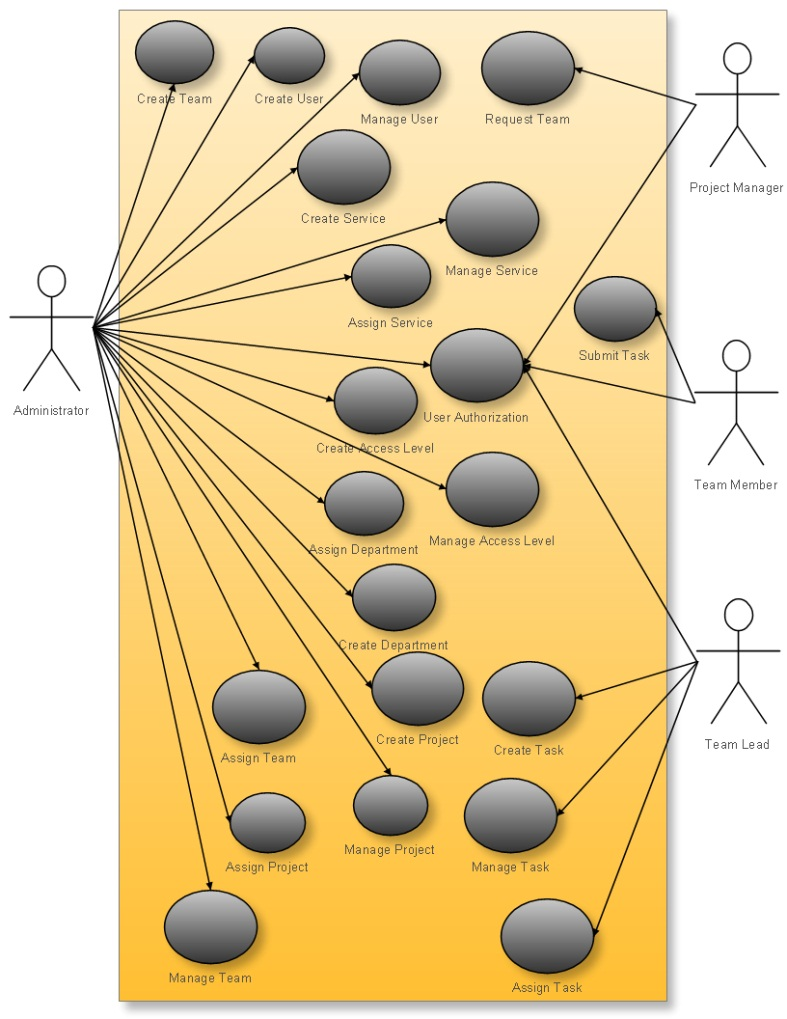 Create Team
Create User
Manage User
Request Team
Project Manager
Create Service
Manage Service
Assign Service
Submit Task
Administrator
User Authorization
Create Access Level
Team Member
Manage Access Level
Assign Department
Create Department
Create Project
Team Lead
Create Task
Assign Team
Manage Project
Assign Project
Manage Task
Manage Team
Assign Task